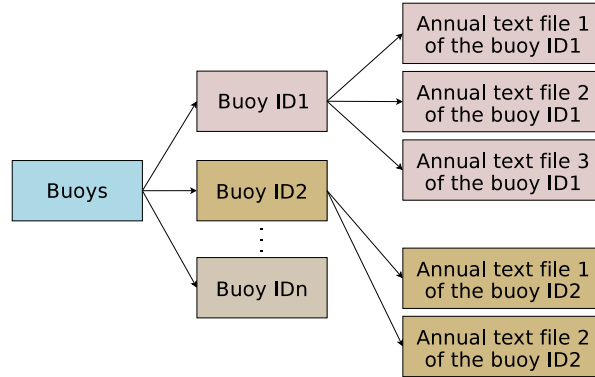 Buoys
Buoy ID1
Buoy ID2
Buoy IDn
Annual text file 1
of the buoy ID1
Annual text file 2
of the buoy ID1
Annual text file 3
of the buoy ID1
Annual text file 1
of the buoy ID2
Annual text file 2
of the buoy ID2